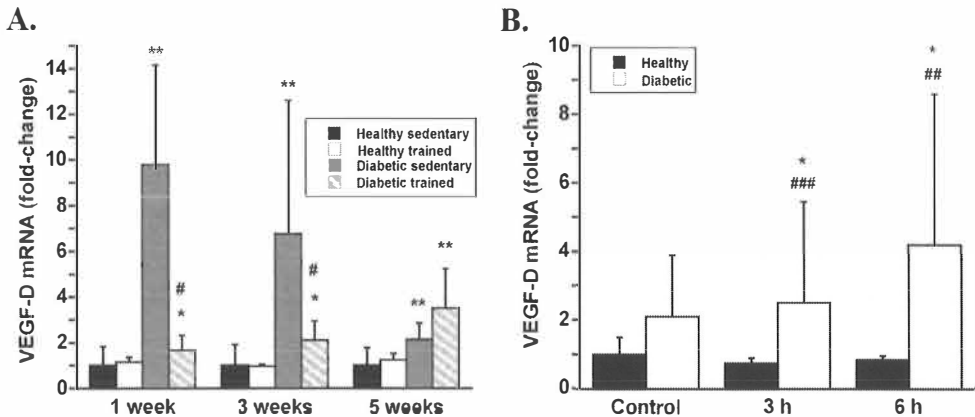 A.
VEGF-D mRNA (fold-change)
14
12
10
8
6
4
2
0
**
#
*
**
#
*
**
**
Healthy sedentary
Healthy trained
Diabetic sedentary
Diabetic trained
1 week 3 weeks 5 weeks
B.
VEGF-D mRNA (fold-change)
10
8
6
4
2
0
Healthy
Diabetic
*
###
*
##
Control 3 h 6 h